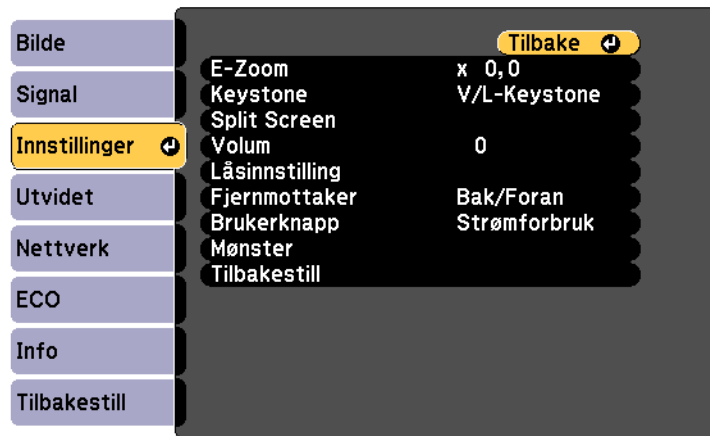 Bilde
Signal
Innstillinger
Utvidet
Nettverk
ECO
Info
Tilbakestill
Tilbake
E-Zoom x 0,0
Keystone V/L-Keystone
Split Screen
Volum 0
Låsinnstilling
Fjernmottaker Bak/Foran
Brukerknapp Strømforbruk
Mønster
Tilbakestill